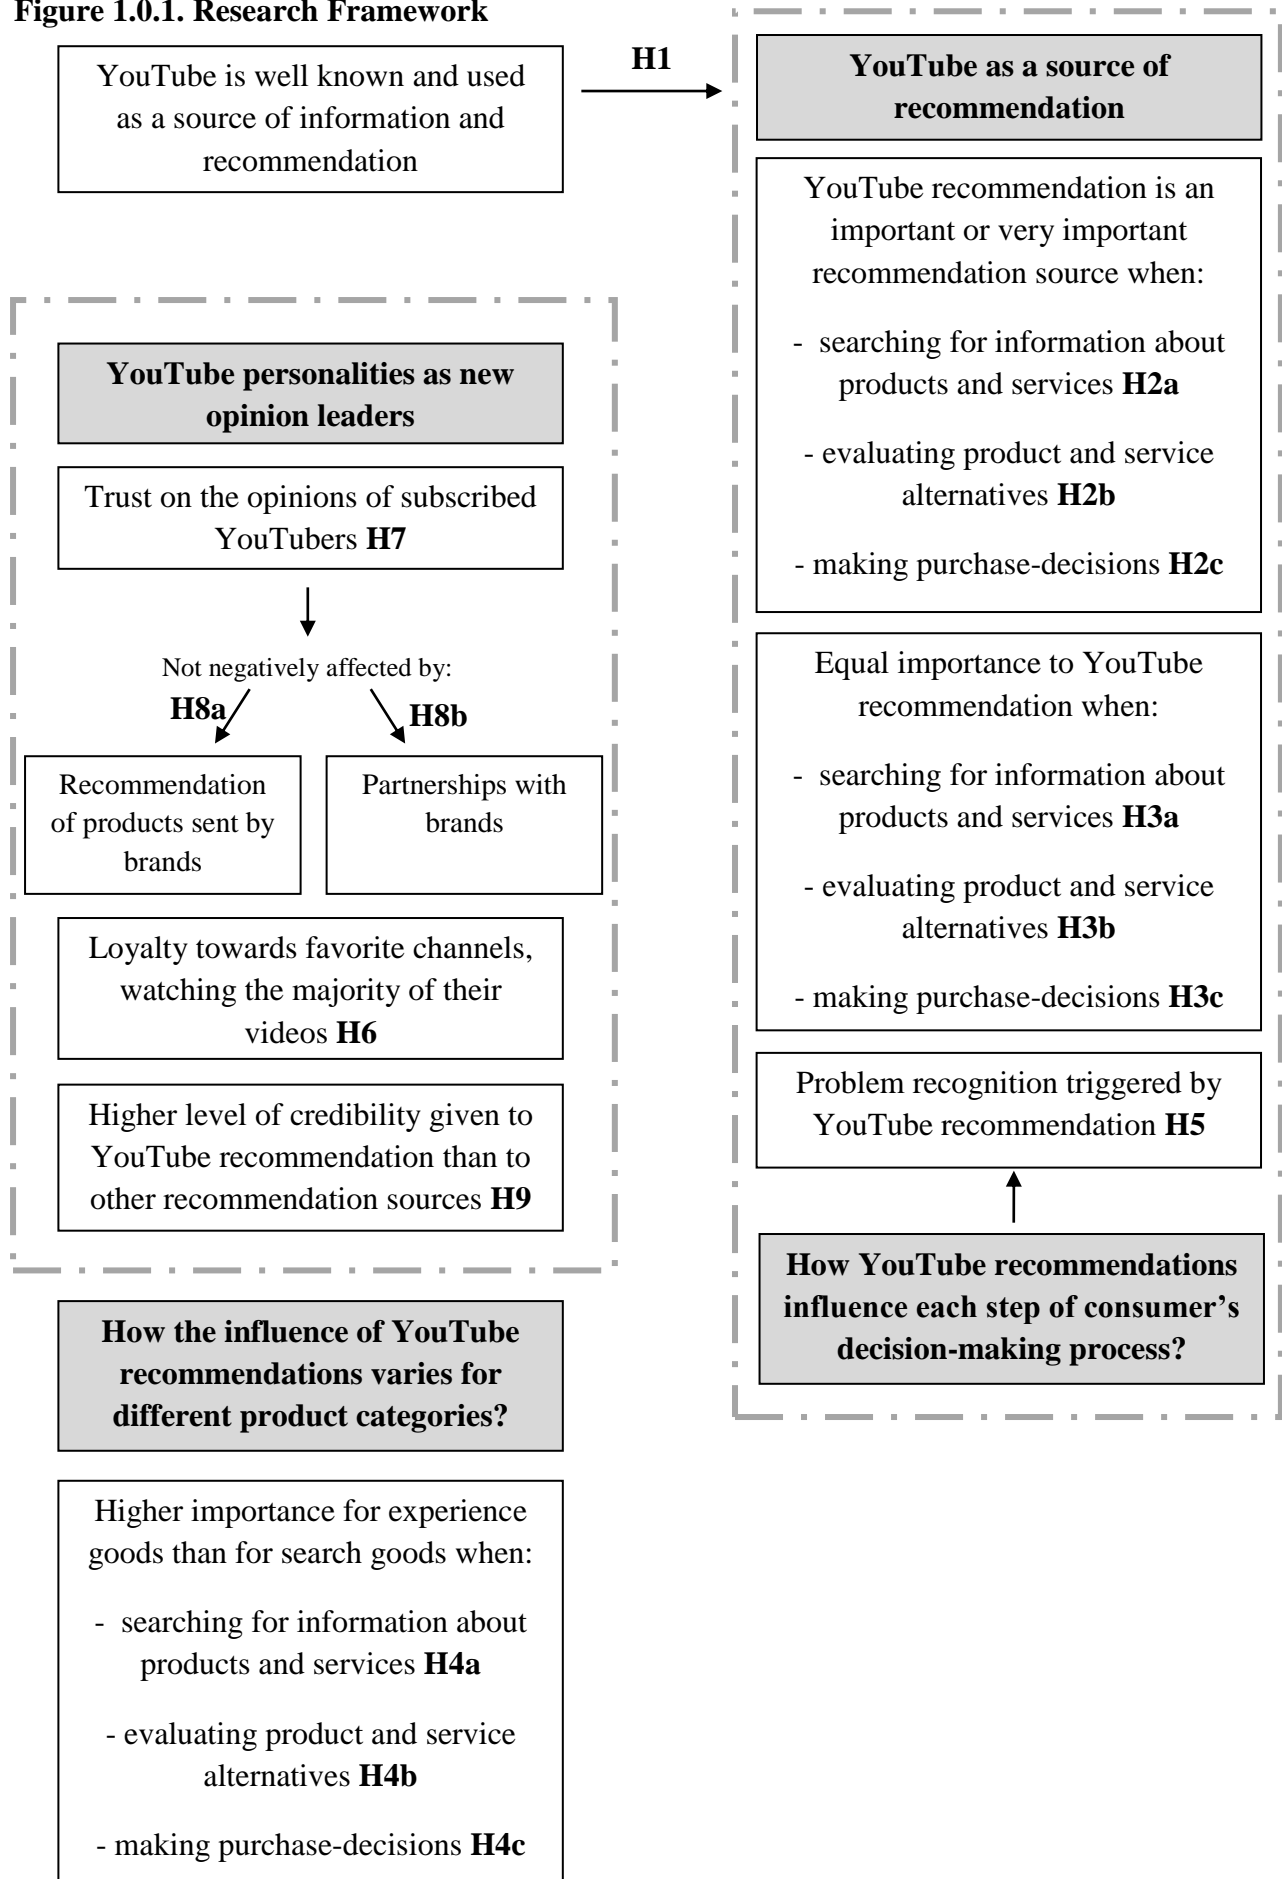 Figure 1.0.1. Research Framework
YouTube is well known and used
as a source of information and
recommendation
H1
YouTube as a source of
recommendation
YouTube recommendation is an
important or very important
recommendation source when:
- searching for information about
products and services H2a
- evaluating product and service
alternatives H2b
- making purchase-decisions H2c
Equal importance to YouTube
recommendation when:
- searching for information about
products and services H3a
- evaluating product and service
alternatives H3b
- making purchase-decisions H3c
Problem recognition triggered by
YouTube recommendation H5
How YouTube recommendations
influence each step of consumer’s
decision-making process?
YouTube personalities as new
opinion leaders
Trust on the opinions of subscribed
YouTubers H7
Not negatively affected by:
H8a
H8b
Recommendation
of products sent by
brands
Partnerships with
brands
Loyalty towards favorite channels,
watching the majority of their
videos H6
Higher level of credibility given to
YouTube recommendation than to
other recommendation sources H9
How the influence of YouTube
recommendations varies for
different product categories?
Higher importance for experience
goods than for search goods when:
- searching for information about
products and services H4a
- evaluating product and service
alternatives H4b
- making purchase-decisions H4c